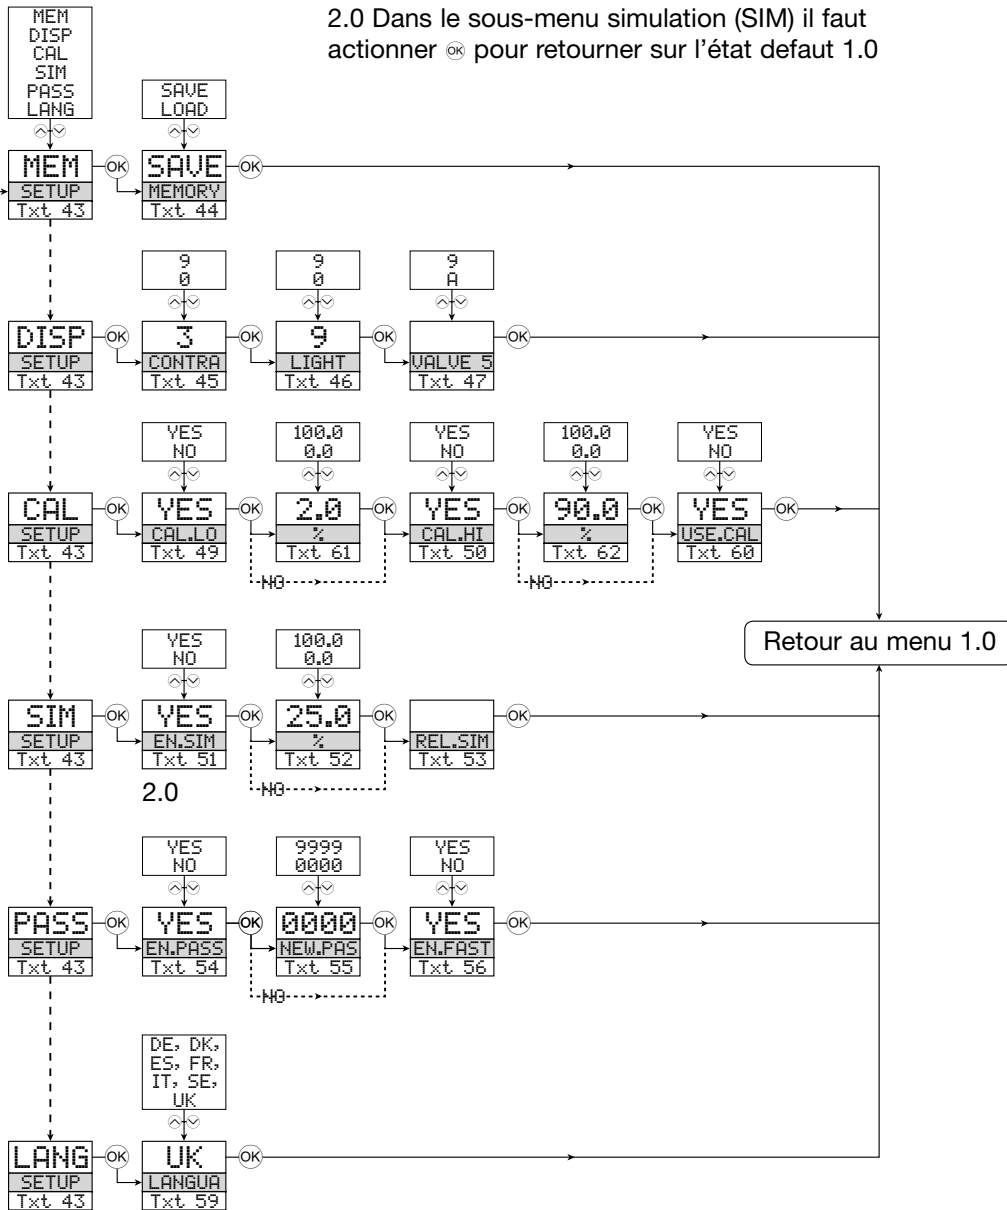 2.0 Dans le sous-menu simulation (SIM) il faut
actionner OK pour retourner sur l'état defaut 1.0
MEM
DISP
CAL
SIM
PASS
LANG
SAVE
LOAD
MEM OK SAVE OK
SETUP MEMORY
Txt 43 Txt 44
9 9 9
0 0 A
DISP OK 3 OK 9 OK OK
SETUP CONTRA LIGHT VALVE 5
Txt 43 Txt 45 Txt 46 Txt 47
YES 100.0 YES 100.0 YES
NO 0.0 NO 0.0 NO
CAL OK YES OK 2.0 OK YES OK 90.0 OK YES OK
SETUP CAL.LO % CAL.HI % USE.CAL
Txt 43 Txt 49 Txt 61 Txt 50 Txt 62 Txt 60
NO NO
Retour au menu 1.0
YES 100.0
NO 0.0
SIM OK YES OK 25.0 OK OK
SETUP EN.SIM % REL.SIM
Txt 43 Txt 51 Txt 52 Txt 53
2.0 NO
YES 9999 YES
NO 0000 NO
PASS OK YES OK 0000 OK YES OK
SETUP EN.PASS NEW.PAS EN.FAST
Txt 43 Txt 54 Txt 55 Txt 56
NO
DE, DK,
ES, FR,
IT, SE,
UK
LANG OK UK OK
SETUP LANGUA
Txt 43 Txt 59